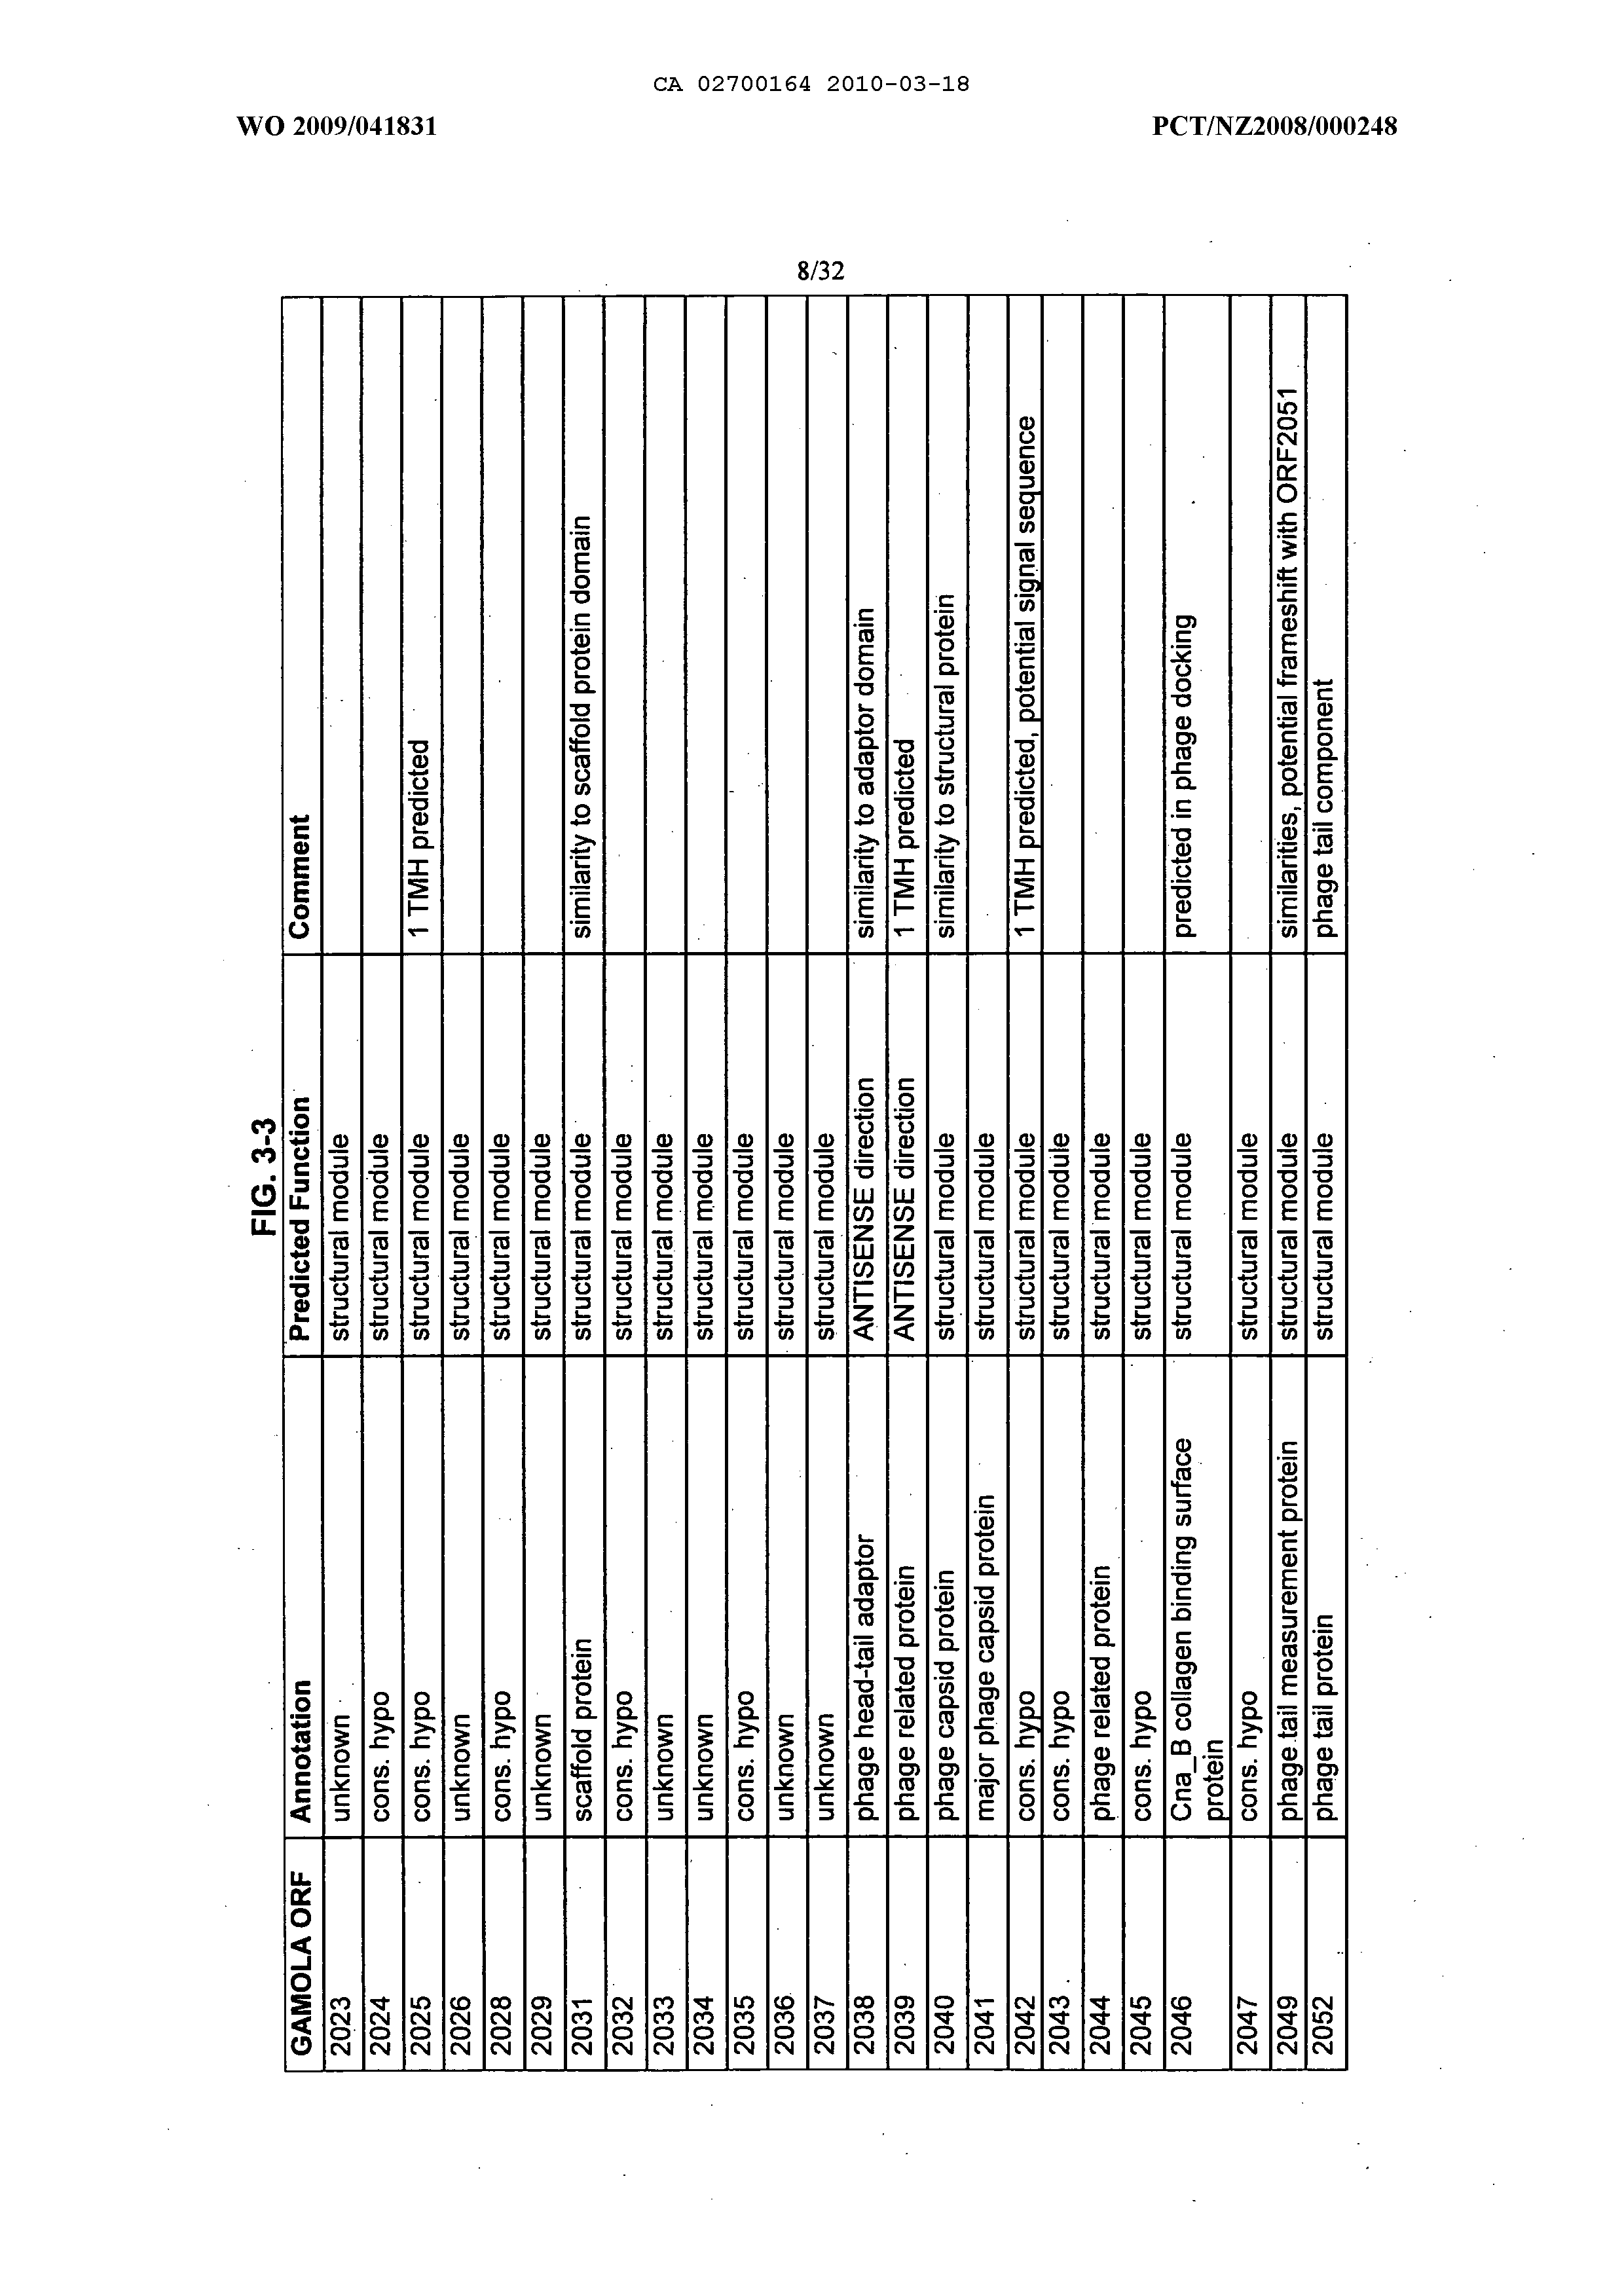 CA 02700164 2010-03-18
WO 2009/041831 PCT/NZ2008/000248
8/32
FIG. 3-3
GAMOLA ORF Annotation Predicted Function Comment
2023 unknown structural module
2024 cons. hypo structural module
2025 cons. hypo structural module 1 TMH predicted
2026 unknown structural module
2028 cons. hypo structural module
2029 unknown structural module
2031 scaffold protein structural module similarity to scaffold protein domain
2032 cons. hypo structural module
2033 unknown structural module
2034 unknown structural module
2035 cons. hypo structural module
2036 unknown structural module
2037 unknown structural module
2038 phage head-tail adaptor ANTISENSE direction similarity to adaptor domain
2039 phage related protein ANTISENSE direction 1 TMH predicted
2040 phage capsid protein structural module similarity to structural protein
2041 major phage capsid protein structural module
2042 cons. hypo structural module 1 TMH predicted, potential signal sequence
2043 cons. hypo structural module
2044 phage related protein structural module
2045 cons. hypo structural module
2046 Cna_B collagen binding surface structural module predicted in phage docking
protein
2047 cons. hypo structural module
2049 phage tail measurement protein structural module similarities, potential frameshift with ORF2051
2052 phage tail protein structural module phage tail component